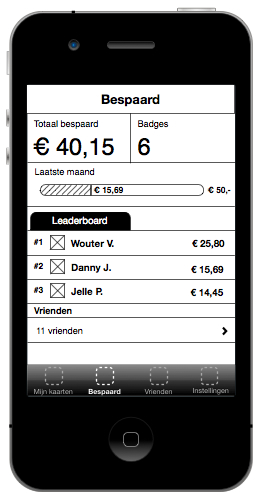 Bespaard
Totaal bespaard
€ 40,15
Badges
6
Laatste maand
€ 15,69 € 50,-
Leaderboard
#1 Wouter V. € 25,80
#2 Danny J. € 15,69
#3 Jelle P. € 14,45
Vrienden
11 vrienden
Mijn kaarten Bespaard Vrienden Instellingen